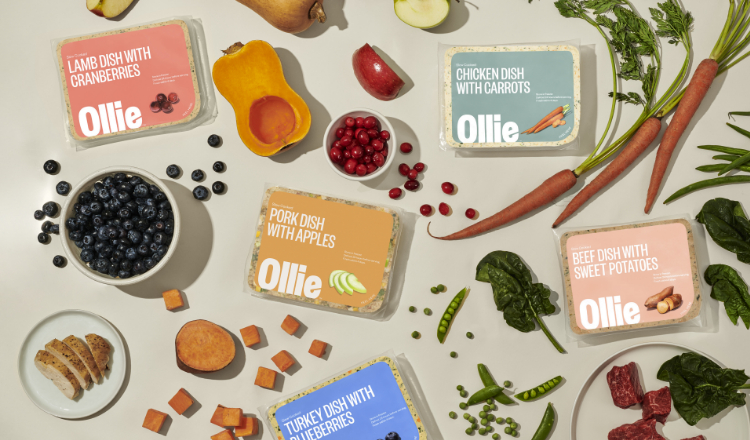 LAMB DISH WITH
CRANBERRIES
Ollie
CHICKEN DISH
WITH CARROTS
Ollie
PORK DISH
WITH APPLES
Ollie
BEEF DISH WITH
SWEET POTATOES
Ollie
TURKEY DISH WITH
BLUEBERRIES